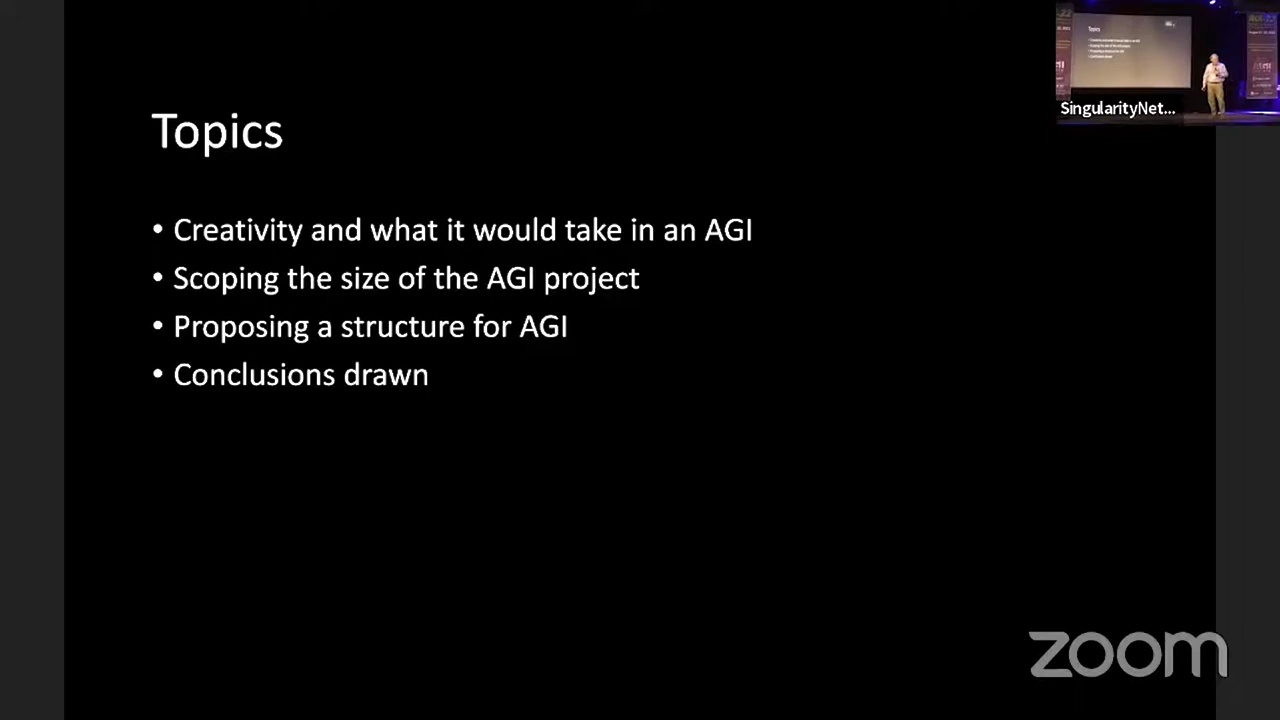 Topics
• Creativity and what it would take in an AGI
• Scoping the size of the AGI project
• Proposing a structure for AGI
• Conclusions drawn
SingularityNet...
zoom